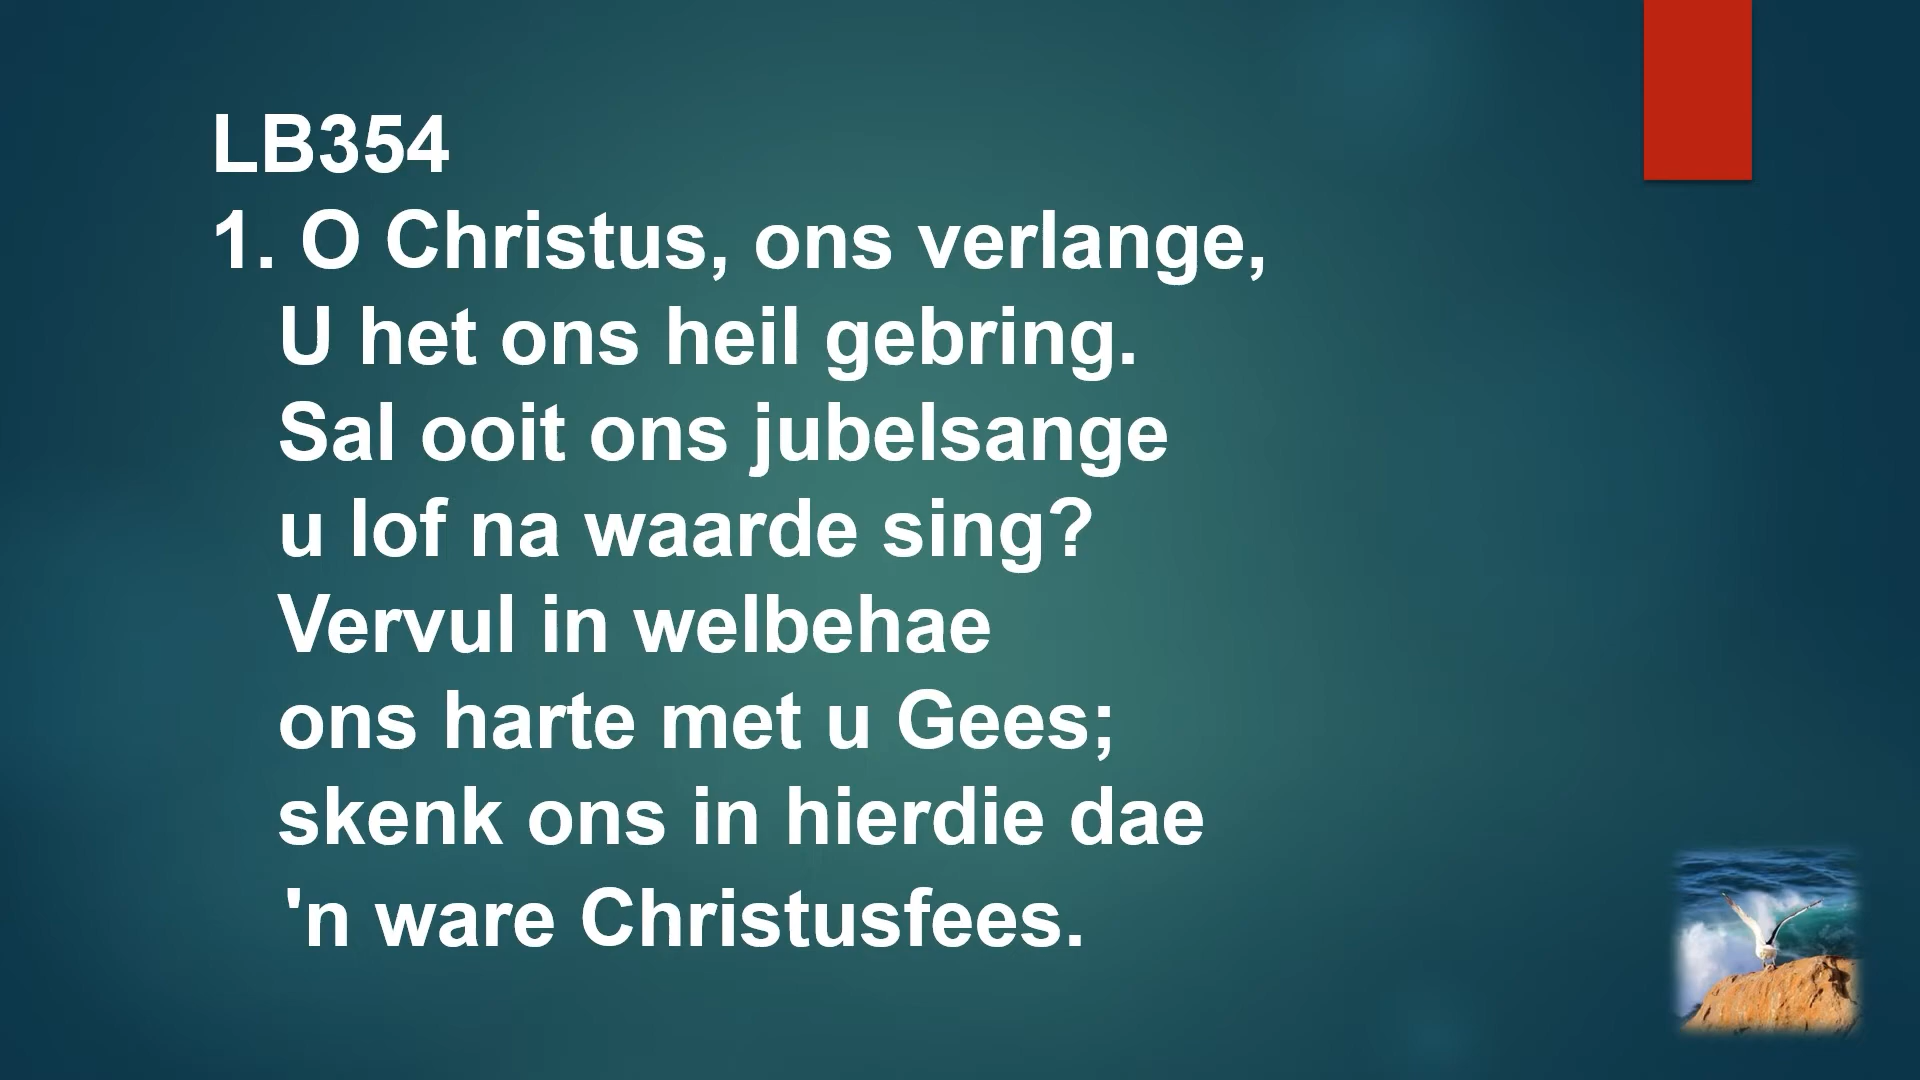 LB354
1. O Christus, ons verlange,
U het ons heil gebring.
Sal ooit ons jubelsange
u lof na waarde sing?
Vervul in welbehae
ons harte met u Gees;
skenk ons in hierdie dae
'n ware Christusfees.